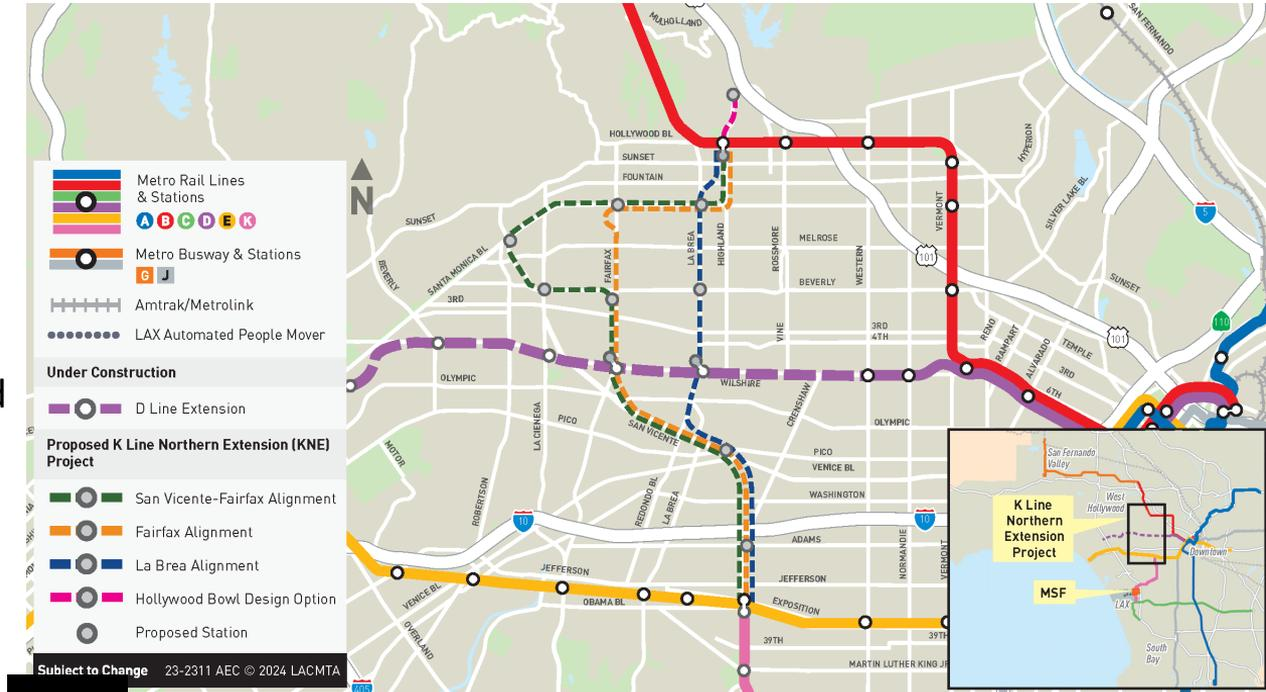 MULHOLLAND
SAN FERNANDO
HOLLYWOOD BL
SUNSET
FOUNTAIN
HYPERION
Metro Rail Lines
& Stations
A B C D E K
N
VERMONT
SILVER LAKE BL
5
SUNSET
LA BREA
HIGHLAND
ROSSMORE
MELROSE
WESTERN
101
Metro Busway & Stations
G J
FAIRFAX
SANTA MONICA BL
BEVERLY
BEVERLY
SUNSET
Amtrak/Metrolink
3RD
110
LAX Automated People Mover
VINE
3RD
4TH
RENO
RAMPART
ALVARADO
TEMPLE
101
Under Construction
OLYMPIC
WILSHIRE
3RD
6TH
D Line Extension
LA CIENEGA
PICO
SAN VICENTE
CRENSHAW
OLYMPIC
Proposed K Line Northern Extension (KNE)
Project
MOTOR
PICO
VENICE BL
San Vicente-Fairfax Alignment
ROBERTSON
REDONDO BL
LA BREA
WASHINGTON
Fairfax Alignment
10
10
ADAMS
NORMANDIE
VERMONT
La Brea Alignment
JEFFERSON
JEFFERSON
Hollywood Bowl Design Option
VENICE BL
OBAMA BL
EXPOSITION
Proposed Station
OVERLAND
39TH
39TH
MARTIN LUTHER KING JR
Subject to Change 23-2311 AEC © 2024 LACMTA
405
San Fernando
Valley
West
Hollywood
K Line
Northern
Extension
Project
Downtown
MSF
LAX
South
Bay